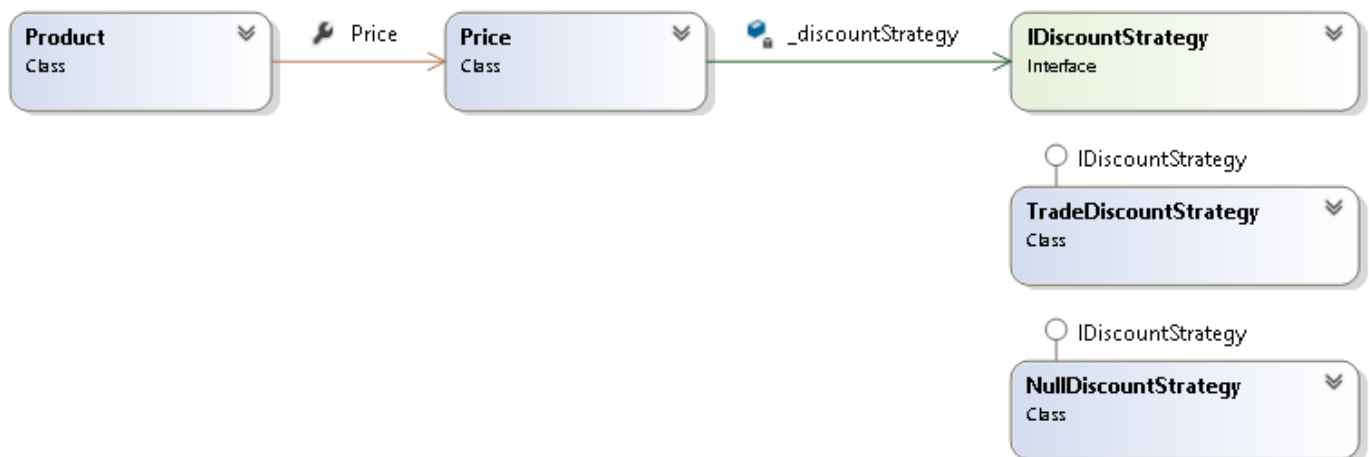 Product
Class
Price
Price
Class
_discountStrategy
IDiscountStrategy
Interface
IDiscountStrategy
TradeDiscountStrategy
Class
IDiscountStrategy
NullDiscountStrategy
Class